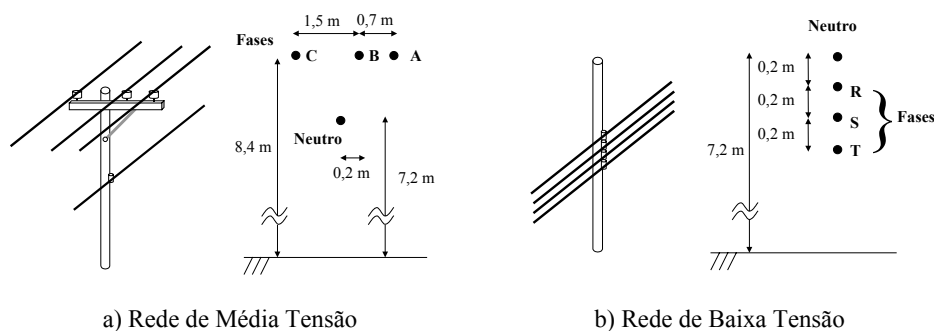 1,5 m 0,7 m
Fases
C B A
Neutro
8,4 m
0,2 m
7,2 m
a) Rede de Média Tensão
Neutro
0,2 m
R
0,2 m
S
Fases
0,2 m
T
7,2 m
b) Rede de Baixa Tensão